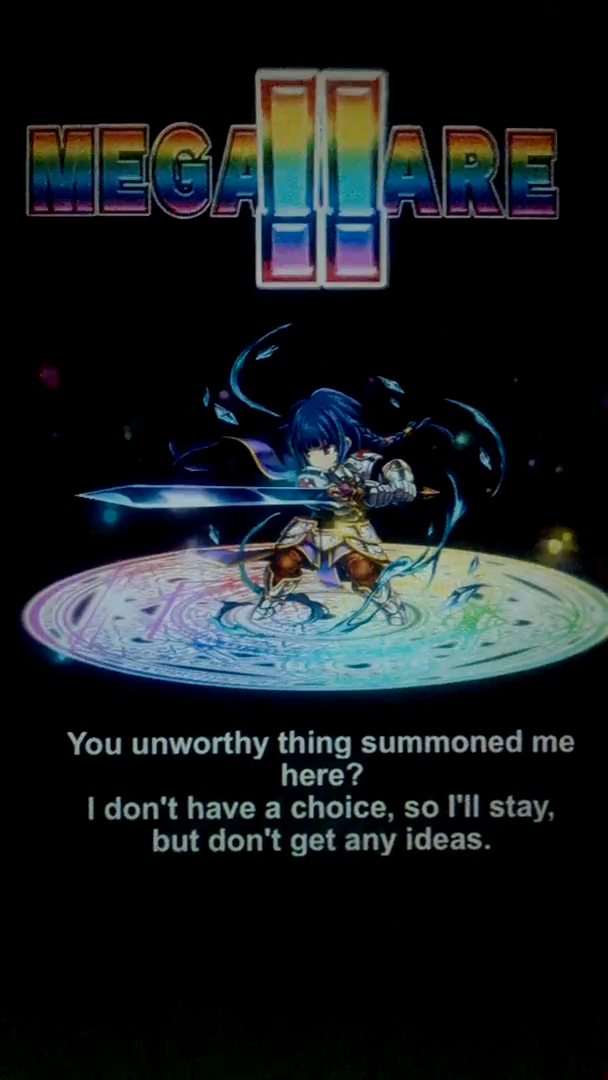 MEGA II ARE
You unworthy thing summoned me
here?
I don't have a choice, so I'll stay,
but don't get any ideas.